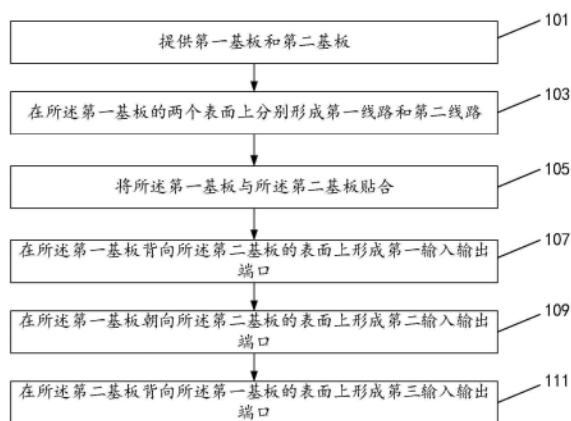 101
提供第一基板和第二基板
103
在所述第一基板的两个表面上分别形成第一线路和第二线路
105
将所述第一基板与所述第二基板贴合
107
在所述第一基板背向所述第二基板的表面上形成第一输入输出
端口
109
在所述第一基板朝向所述第二基板的表面上形成第二输入输出
端口
111
在所述第二基板背向所述第一基板的表面上形成第三输入输出
端口